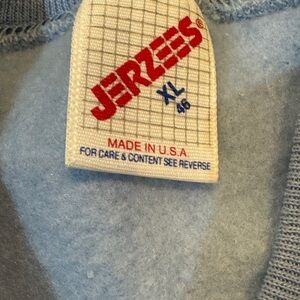 JERZEES®
XL
46
MADE IN U.S.A
FOR CARE & CONTENT SEE REVERSE